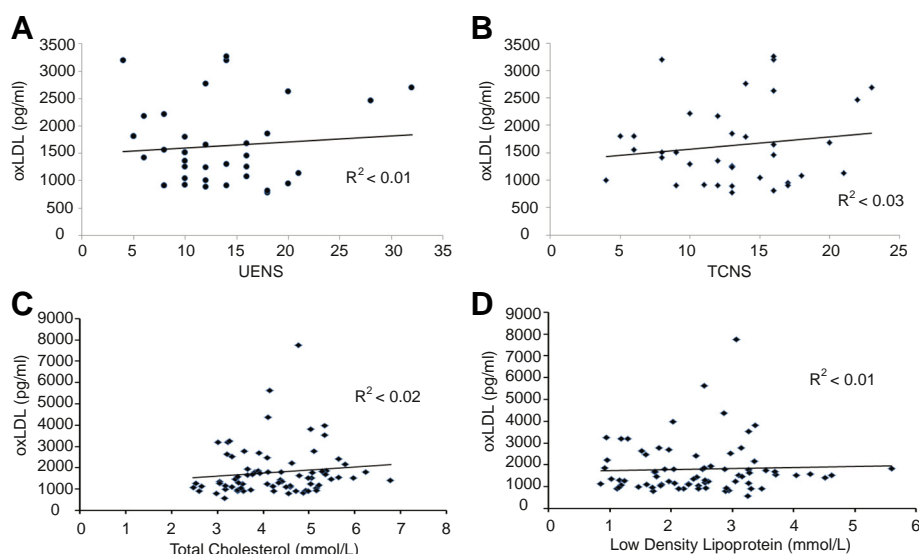 A
3500
3000
2500
2000
1500
1000
500
0
oxLDL (pg/ml)
R² < 0.01
0 5 10 15 20 25 30 35
UENS
B
3500
3000
2500
2000
1500
1000
500
0
oxLDL (pg/ml)
R² < 0.03
0 5 10 15 20 25
TCNS
C
9000
8000
7000
6000
5000
4000
3000
2000
1000
0
oxLDL (pg/ml)
R² < 0.02
0 1 2 3 4 5 6 7 8
Total Cholesterol (mmol/L)
D
9000
8000
7000
6000
5000
4000
3000
2000
1000
0
oxLDL (pg/ml)
R² < 0.01
0 1 2 3 4 5 6
Low Density Lipoprotein (mmol/L)